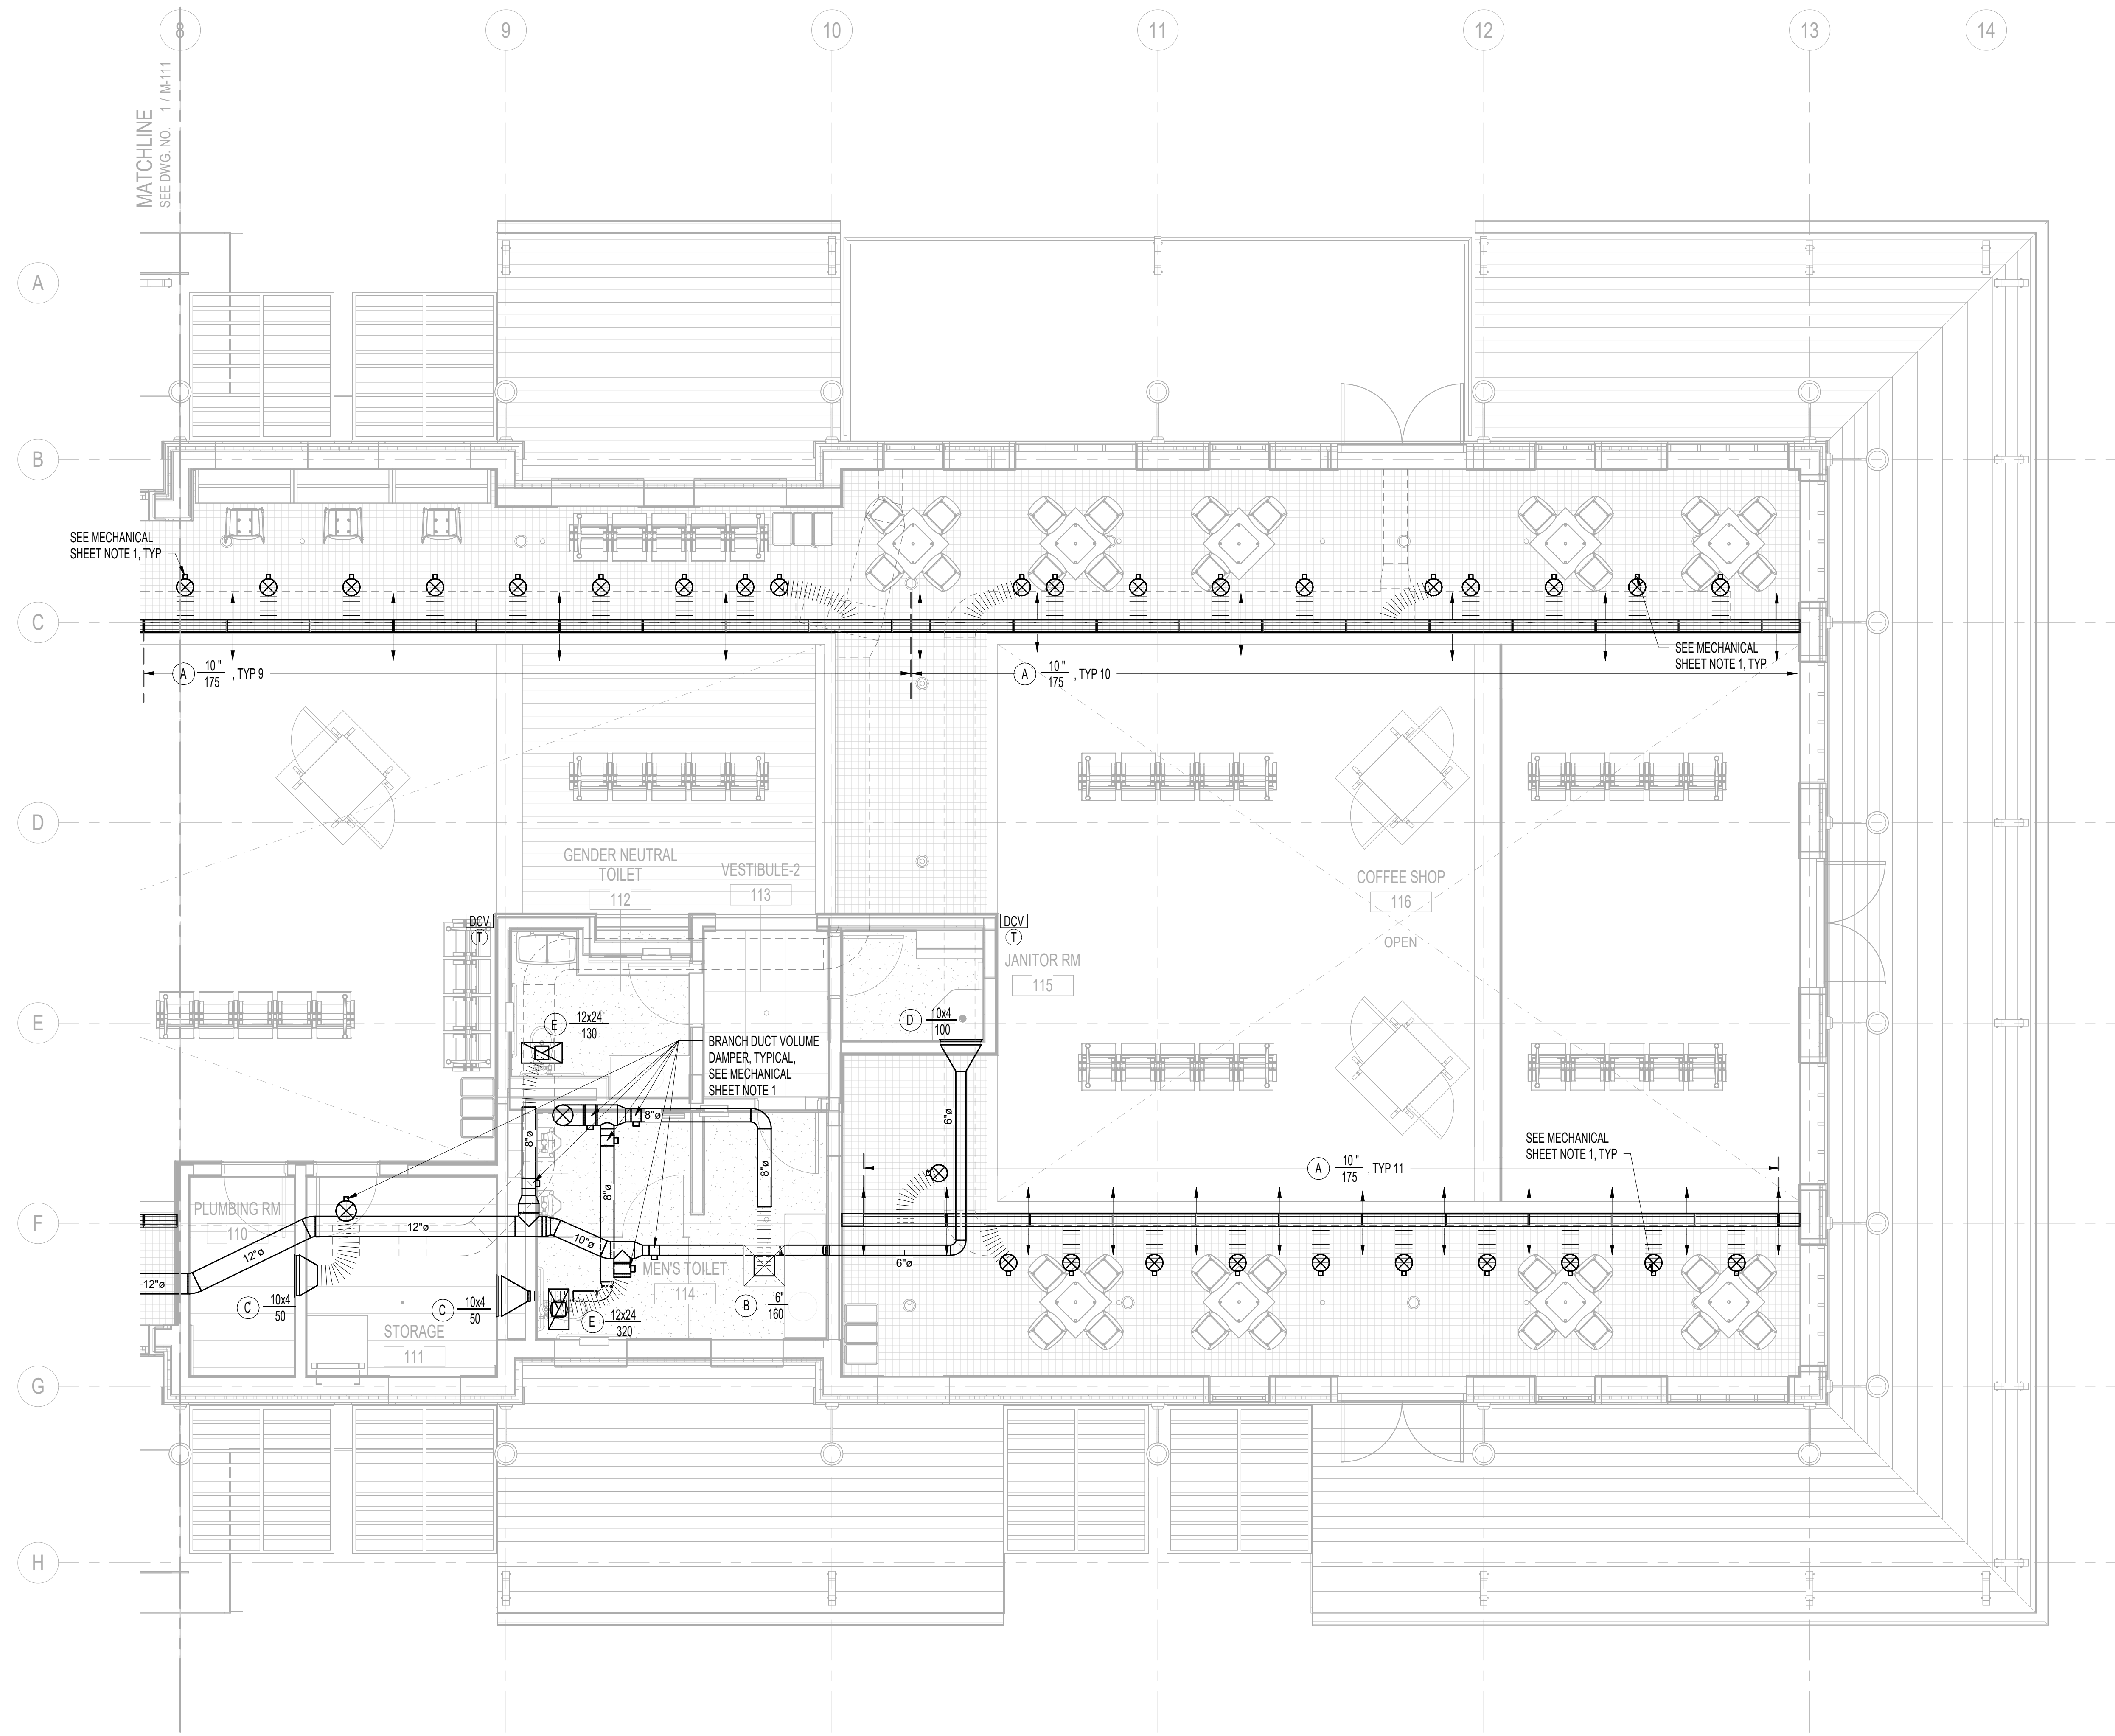 8
9
10
11
12
13
14
MATCHLINE
SEE DWG. NO. 1 / M-111
A
B
SEE MECHANICAL
SHEET NOTE 1, TYP
C
A 10" , TYP 9
175
A 10" , TYP 10
175
SEE MECHANICAL
SHEET NOTE 1, TYP
D
GENDER NEUTRAL
TOILET
112
VESTIBULE-2
113
COFFEE SHOP
116
OPEN
DCV
T
DCV
T
JANITOR RM
115
E
E 12x24
130
D 10x4
100
BRANCH DUCT VOLUME
DAMPER, TYPICAL,
SEE MECHANICAL
SHEET NOTE 1
8"ø
8"ø
8"ø
8"ø
6"ø
SEE MECHANICAL
SHEET NOTE 1, TYP
A 10" , TYP 11
175
F
PLUMBING RM
110
12"ø
12"ø
12"ø
10"ø
6"ø
MEN'S TOILET
114
C 10x4
50
C 10x4
50
B 6"
160
E 12x24
320
STORAGE
111
G
H